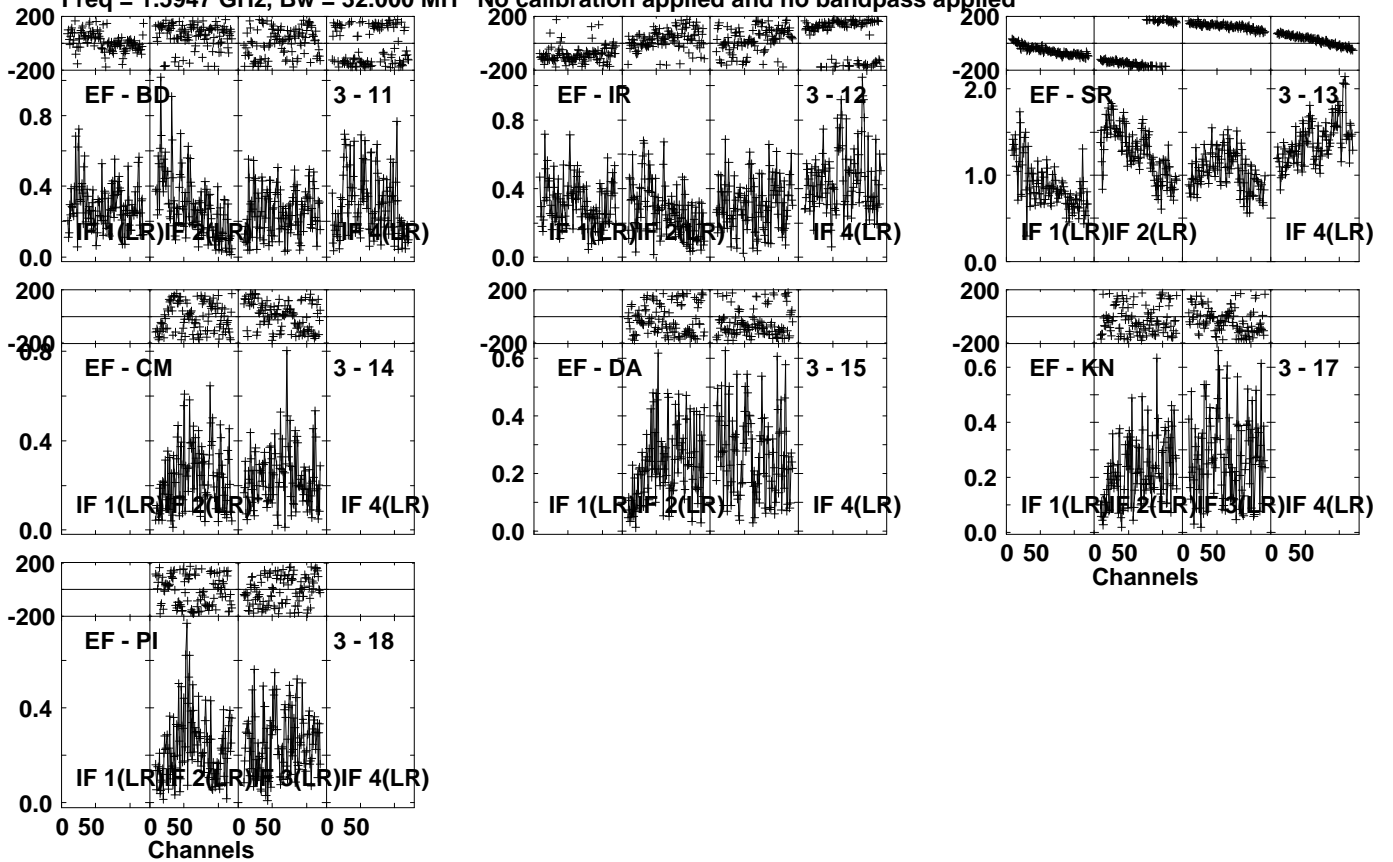 Freq = 1.5947 GHz, Bw = 32.000 MH No calibration applied and no bandpass applied
200 200 200
-200 -200 -200
EF - BD 3 - 11 EF - IR 3 - 12 EF - SR 3 - 13
2.0
0.8 0.8
1.0
0.4 0.4
IF 1(LR) IF 2(LR) IF 4(LR) IF 1(LR) IF 2(LR) IF 4(LR) IF 1(LR) IF 2(LR) IF 4(LR)
0.0 0.0 0.0
200 200 200
-200 -200 -200
0.8 0.6 0.6
EF - CM 3 - 14 EF - DA 3 - 15 EF - KN 3 - 17
0.4 0.4 0.4
0.2 0.2
IF 1(LR) IF 2(LR) IF 4(LR) IF 1(LR) IF 2(LR) IF 4(LR) IF 1(LR) IF 2(LR) IF 3(LR) IF 4(LR)
0.0 0.0 0.0
0 50 0 50 0 50 0 50
Channels
200
-200
EF - PI 3 - 18
0.4
IF 1(LR) IF 2(LR) IF 3(LR) IF 4(LR)
0.0
0 50 0 50 0 50 0 50
Channels